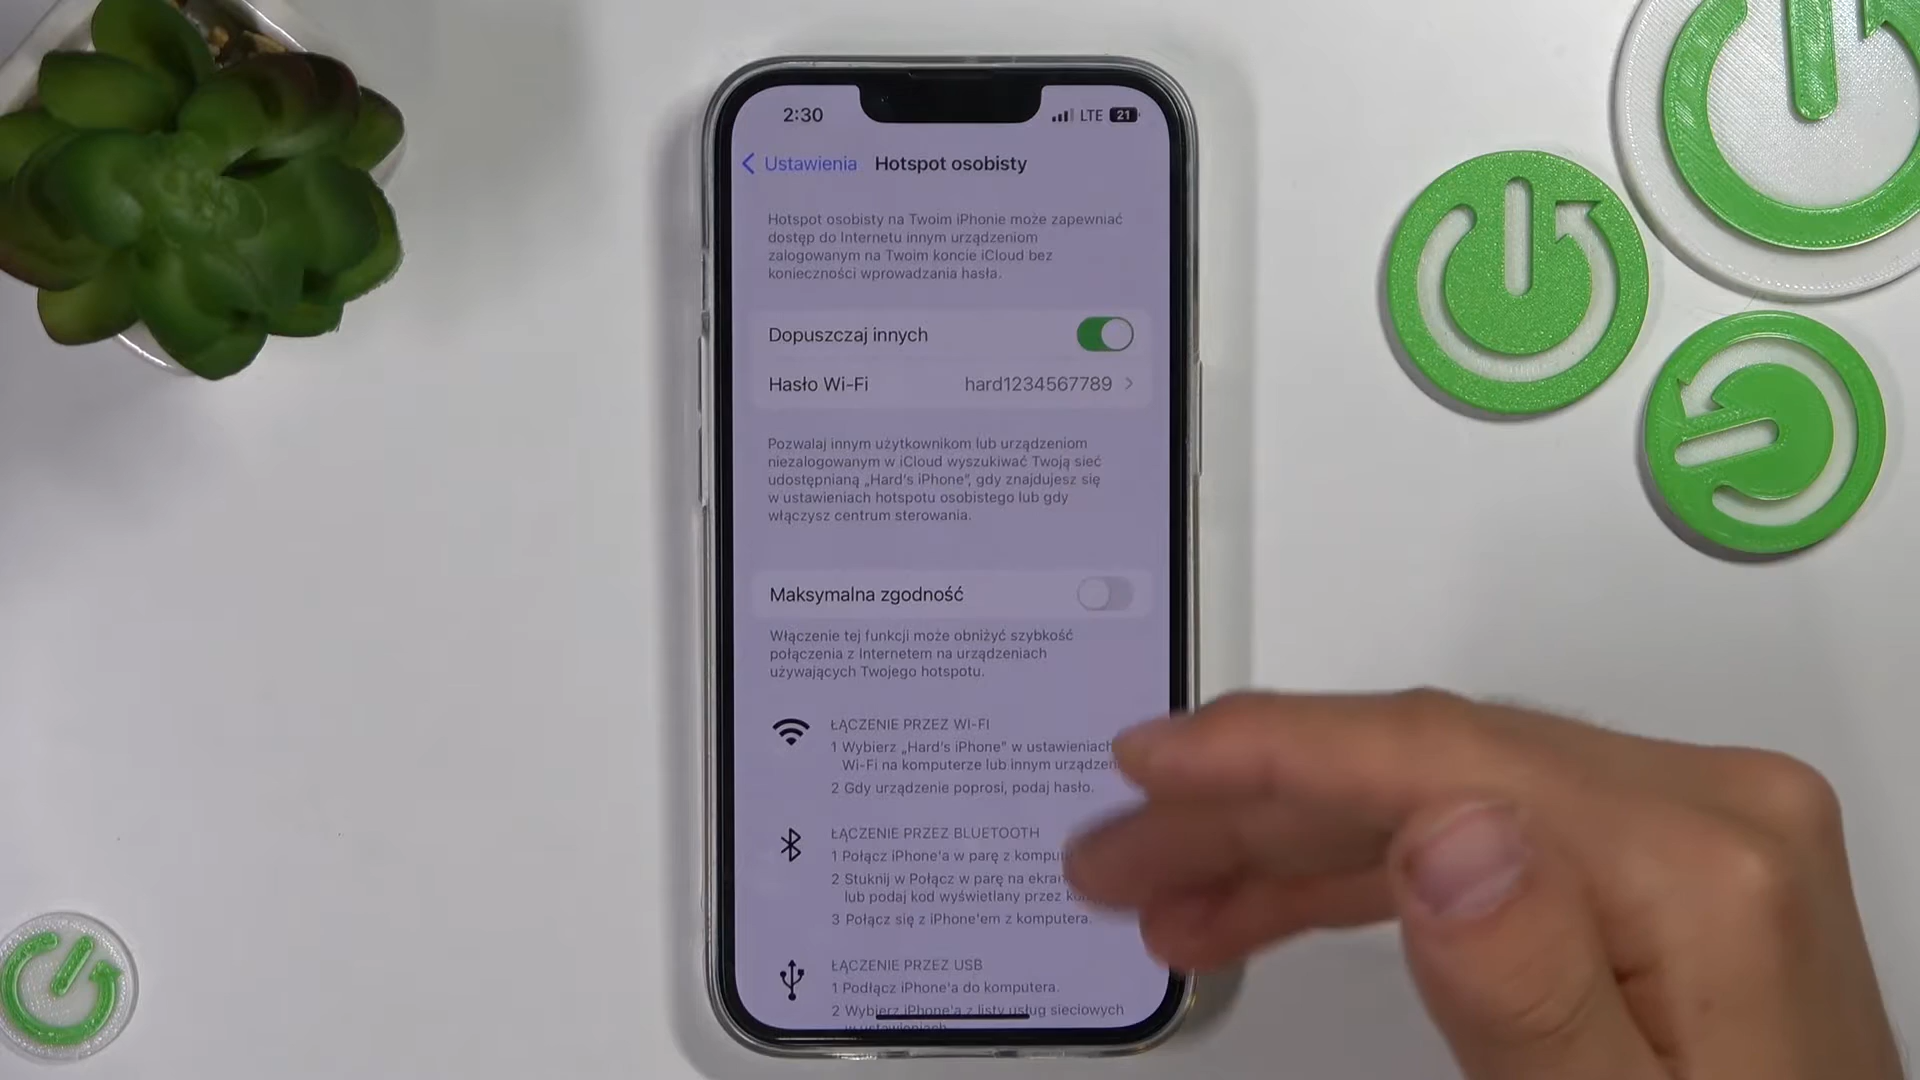 2:30
LTE 21
Ustawienia Hotspot osobisty
Hotspot osobisty na Twoim iPhonie może zapewniać
dostęp do Internetu innym urządzeniom
zalogowanym na Twoim koncie iCloud bez
konieczności wprowadzania hasła.
Dopuszczaj innych
Hasło Wi-Fi hard1234567789
Pozwalaj innym użytkownikom lub urządzeniom
niezalogowanym w iCloud wyszukiwać Twoją sieć
udostępnianą „Hard's iPhone”, gdy znajdujesz się
w ustawieniach hotspotu osobistego lub gdy
włączysz centrum sterowania.
Maksymalna zgodność
Włączenie tej funkcji może obniżyć szybkość
połączenia z Internetem na urządzeniach
używających Twojego hotspotu.
ŁĄCZENIE PRZEZ WI-FI
1 Wybierz „Hard's iPhone” w ustawieniach
Wi-Fi na komputerze lub innym
2 Gdy urządzenie poprosi, podaj hasło.
ŁĄCZENIE PRZEZ BLUETOOTH
1 Połącz iPhone'a w parę z
2 Stuknij w Połącz w parę na
lub podaj kod wyświetlany przez
3 Połącz się z iPhone'em z komputera.
ŁĄCZENIE PRZEZ USB
1 Podłącz iPhone'a do komputera.
2 Wybierz iPhone'a z listy usług sieciowych
w ustawieniach